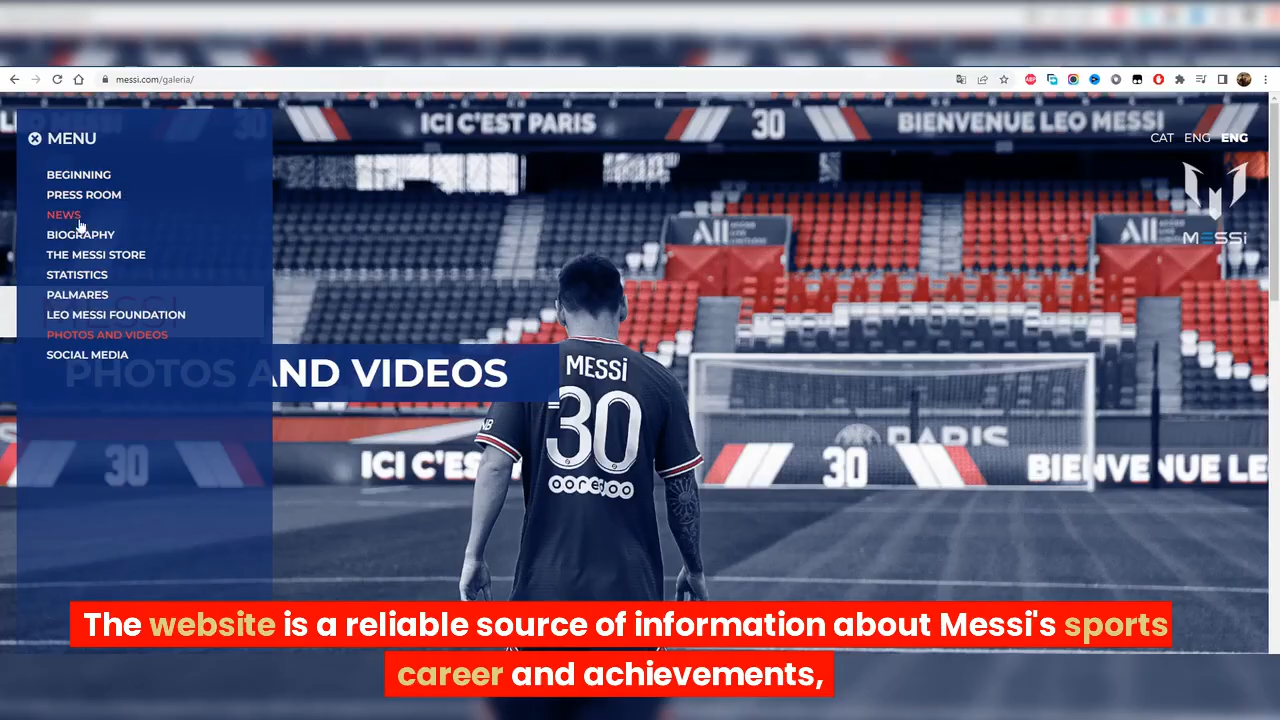 messi.com/galeria/
ICI C'EST PARIS
30
BIENVENUE LEO MESSI
MENU
CAT ENG ENG
BEGINNING
PRESS ROOM
NEWS
BIOGRAPHY
THE MESSI STORE
STATISTICS
PALMARES
LEO MESSI FOUNDATION
PHOTOS AND VIDEOS
SOCIAL MEDIA
All
All
MESSi
PHOTOS AND VIDEOS
MESSi
30
ooredoo
PARIS
30
ICI C'ES
30
BIENVENUE LE
The website is a reliable source of information about Messi's sports
career and achievements,